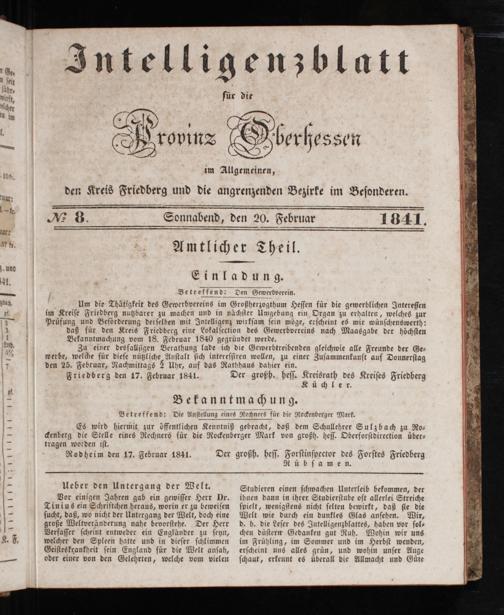 Intelligenzblatt
für die
Provinz Oberhessen
im Allgemeinen,
den Kreis Friedberg und die angrenzenden Bezirke im Besonderen.
№ 8. Sonnabend, den 20. Februar 1841.
Amtlicher Theil.
Einladung.
Betreffend: Den Gewerbverein.
Um die Thätigkeit des Gewerbvereins im Großherzogthum Hessen für die gewerblichen Interessen
im Kreise Friedberg nutzbarer zu machen und in nächster Umgebung ein Organ zu erhalten, welches zur
Prüfung und Beförderung derselben mit Intelligenz wirksam sein möge, erscheint es mir wünschenswerth:
daß für den Kreis Friedberg eine Lokalsection des Gewerbvereins nach Maasgabe der höchsten
Bekanntmachung vom 18. Februar 1840 gegründet werde.
Zu einer desfallsigen Berathung lade ich die Gewerbtreibenden gleichwie alle Freunde der Ge-
werbe, welche für diese nützliche Anstalt sich interessiren wollen, zu einer Zusammenkunft auf Donnerstag
den 25. Februar, Nachmittags 2 Uhr, auf das Rathhaus dahier ein.
Friedberg den 17. Februar 1841. Der großh. hess. Kreisrath des Kreises Friedberg
Küchler.
Bekanntmachung.
Betreffend: Die Anstellung eines Rechners für die Rockenberger Mark.
Es wird hiermit zur öffentlichen Kenntniß gebracht, daß dem Schullehrer Sulzbach zu Ro-
ckenberg die Stelle eines Rechners für die Rockenberger Mark von großh. hess. Oberforstdirection über-
tragen worden ist.
Rodheim den 17. Februar 1841. Der großh. hess. Forstinspector des Forstes Friedberg
Rübsamen.
Ueber den Untergang der Welt.
Vor einigen Jahren gab ein gewisser Herr Dr.
Tinius ein Schriftchen heraus, worin er zu beweisen
sucht, daß, wo nicht der Untergang der Welt, doch eine
große Weltveränderung nahe bevorstehe. Der Herr
Verfasser scheint entweder ein Engländer zu seyn,
welcher den Spleen hatte und in dieser schlimmen
Geisteskrankheit sein England für die Welt ansah,
oder einer von den Gelehrten, welche vom vielen
Studieren einen schwachen Unterleib bekommen, der
ihnen dann in ihrer Studierstube oft allerlei Streiche
spielt, wenigstens nicht selten bewirkt, daß sie die
Welt wie durch ein dunkles Glas ansehen. Wir,
d. h. die Leser des Intelligenzblattes, haben vor sol-
chen düstern Gedanken gut Ruh. Wohin wir uns
im Frühling, im Sommer und im Herbst wenden,
erscheint uns alles grün, und wohin unser Auge
schaut, erkennt es überall die Allmacht und Güte